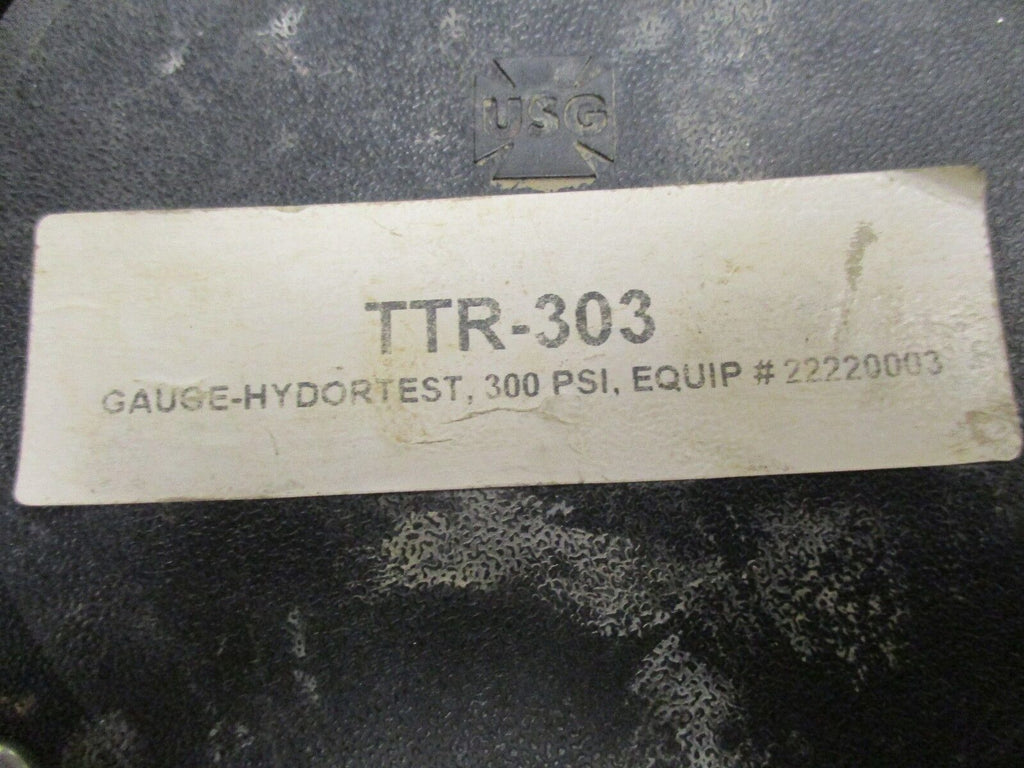 USG
TTR-303
GAUGE-HYDORTEST, 300 PSI, EQUIP # 22220003